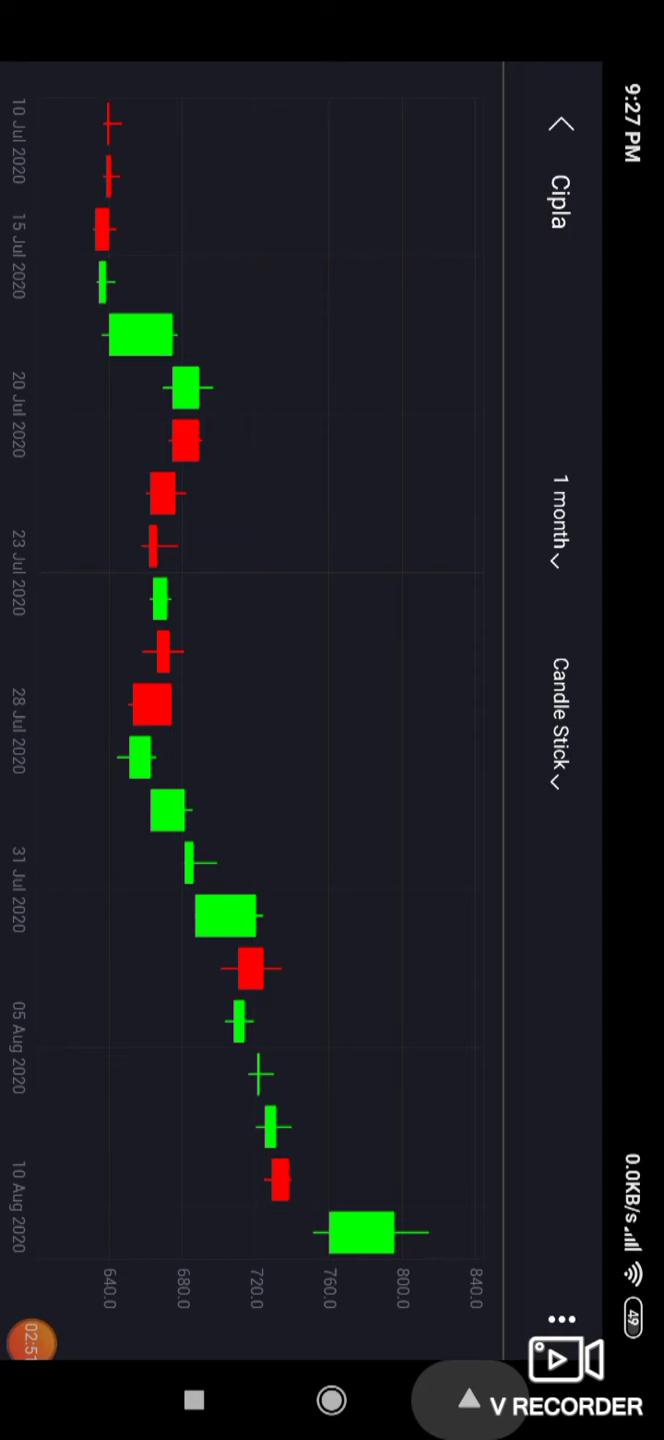 9:27 PM
0.0KB/s
49
Cipla
1 month
Candle Stick
840.0
800.0
760.0
720.0
680.0
640.0
10 Jul 2020
15 Jul 2020
20 Jul 2020
23 Jul 2020
28 Jul 2020
31 Jul 2020
05 Aug 2020
10 Aug 2020
02:51
V RECORDER